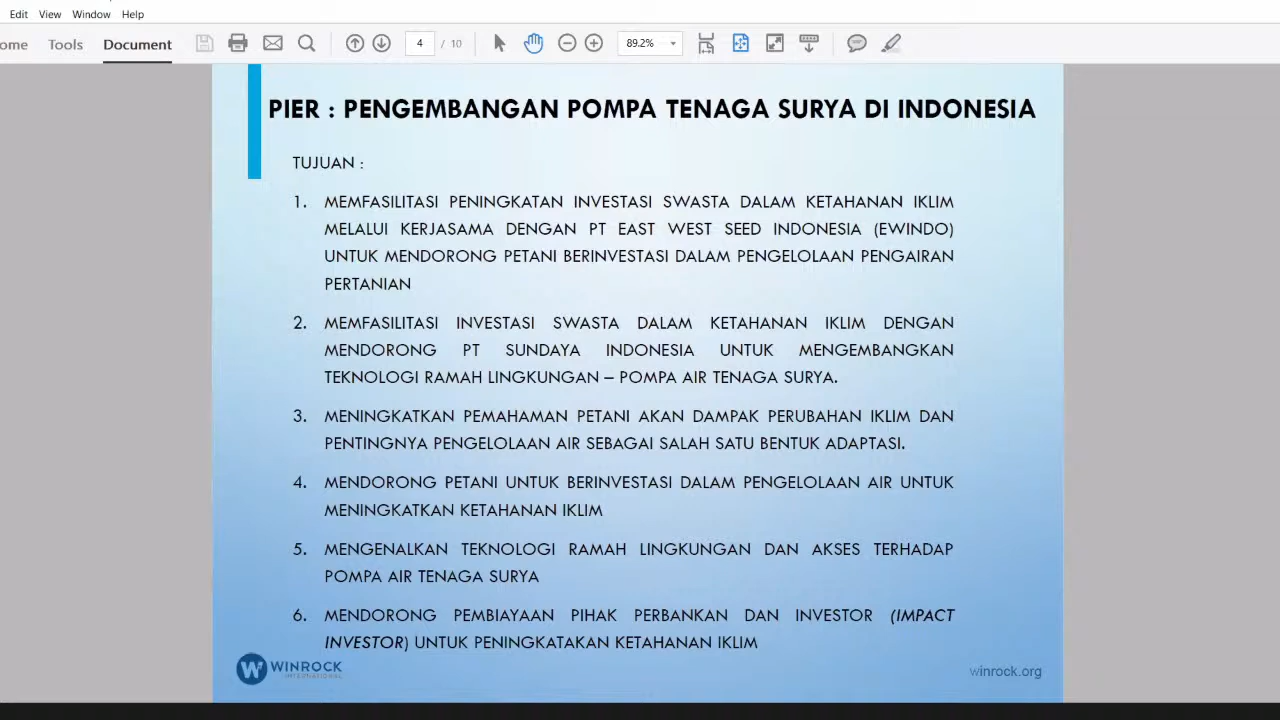 Edit View Window Help
ome Tools Document 4 / 10 89.2%
PIER : PENGEMBANGAN POMPA TENAGA SURYA DI INDONESIA
TUJUAN :
1. MEMFASILITASI PENINGKATAN INVESTASI SWASTA DALAM KETAHANAN IKLIM
MELALUI KERJASAMA DENGAN PT EAST WEST SEED INDONESIA (EWINDO)
UNTUK MENDORONG PETANI BERINVESTASI DALAM PENGELOLAAN PENGAIRAN
PERTANIAN
2. MEMFASILITASI INVESTASI SWASTA DALAM KETAHANAN IKLIM DENGAN
MENDORONG PT SUNDAYA INDONESIA UNTUK MENGEMBANGKAN
TEKNOLOGI RAMAH LINGKUNGAN – POMPA AIR TENAGA SURYA.
3. MENINGKATKAN PEMAHAMAN PETANI AKAN DAMPAK PERUBAHAN IKLIM DAN
PENTINGNYA PENGELOLAAN AIR SEBAGAI SALAH SATU BENTUK ADAPTASI.
4. MENDORONG PETANI UNTUK BERINVESTASI DALAM PENGELOLAAN AIR UNTUK
MENINGKATKAN KETAHANAN IKLIM
5. MENGENALKAN TEKNOLOGI RAMAH LINGKUNGAN DAN AKSES TERHADAP
POMPA AIR TENAGA SURYA
6. MENDORONG PEMBIAYAAN PIHAK PERBANKAN DAN INVESTOR (IMPACT
INVESTOR) UNTUK PENINGKATAKAN KETAHANAN IKLIM
W WINROCK
INTERNATIONAL
winrock.org